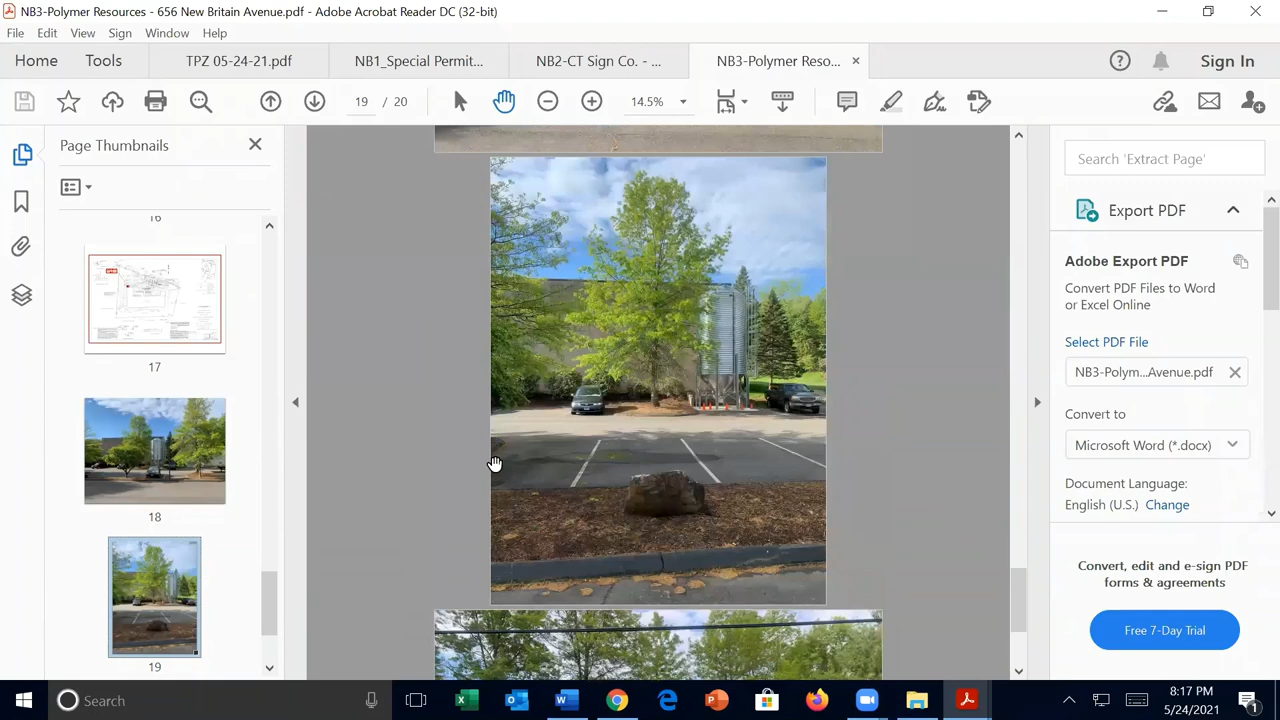 NB3-Polymer Resources - 656 New Britain Avenue.pdf - Adobe Acrobat Reader DC (32-bit)
File Edit View Sign Window Help
Home Tools TPZ 05-24-21.pdf NB1_Special Permit... NB2-CT Sign Co. - ... NB3-Polymer Reso... × Sign In
19 / 20 14.5%
Page Thumbnails
16
17
18
19
Search 'Extract Page'
Export PDF
Adobe Export PDF
Convert PDF Files to Word
or Excel Online
Select PDF File
NB3-Polym...Avenue.pdf
Convert to
Microsoft Word (*.docx)
Document Language:
English (U.S.) Change
Convert, edit and e-sign PDF
forms & agreements
Free 7-Day Trial
Search
8:17 PM
5/24/2021
1